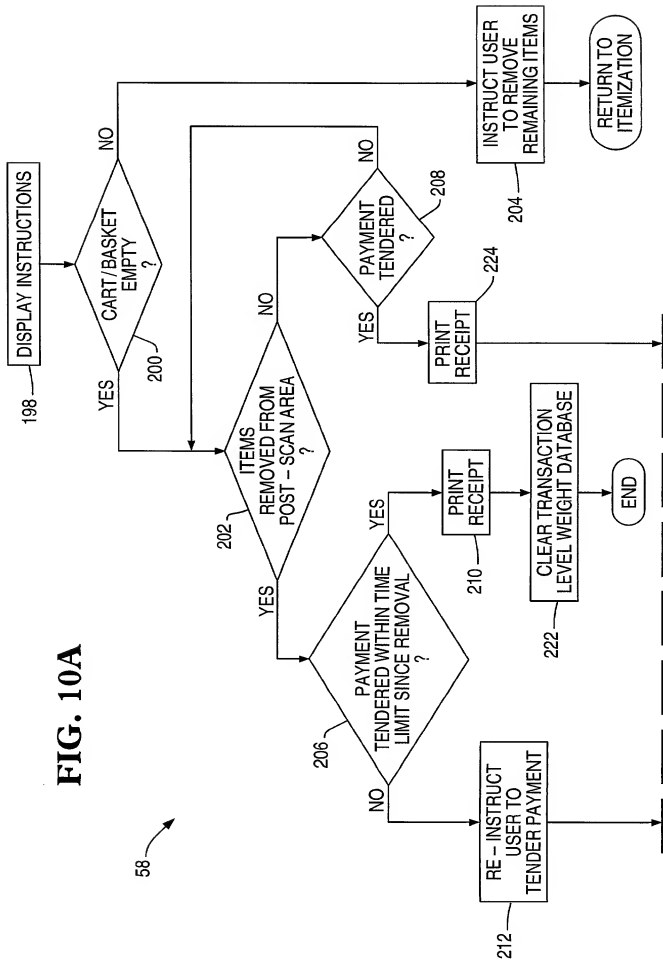 FIG. 10A
58
DISPLAY INSTRUCTIONS
198
CART/BASKET
EMPTY
?
200
YES
NO
ITEMS
REMOVED FROM
POST – SCAN AREA
?
202
YES
NO
PAYMENT
TENDERED
?
208
YES
NO
INSTRUCT USER
TO REMOVE
REMAINING ITEMS
204
RETURN TO
ITEMIZATION
PAYMENT
TENDERED WITHIN TIME
LIMIT SINCE REMOVAL
?
206
NO
YES
PRINT
RECEIPT
224
PRINT
RECEIPT
210
CLEAR TRANSACTION
LEVEL WEIGHT DATABASE
222
END
RE – INSTRUCT
USER TO
TENDER PAYMENT
212